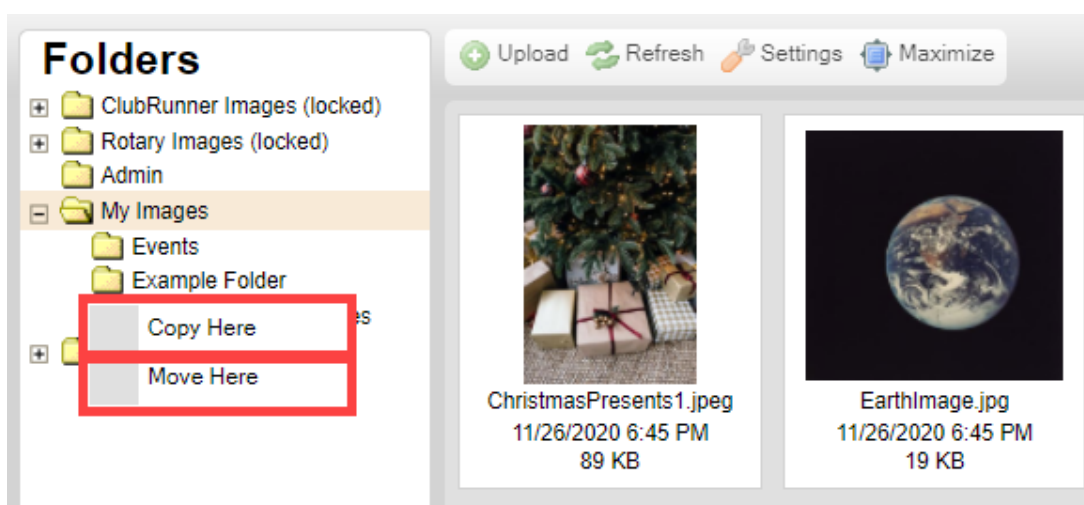 Folders
Upload Refresh Settings Maximize
ClubRunner Images (locked)
Rotary Images (locked)
Admin
My Images
Events
Example Folder
Copy Here
Move Here
ChristmasPresents1.jpeg
11/26/2020 6:45 PM
89 KB
EarthImage.jpg
11/26/2020 6:45 PM
19 KB